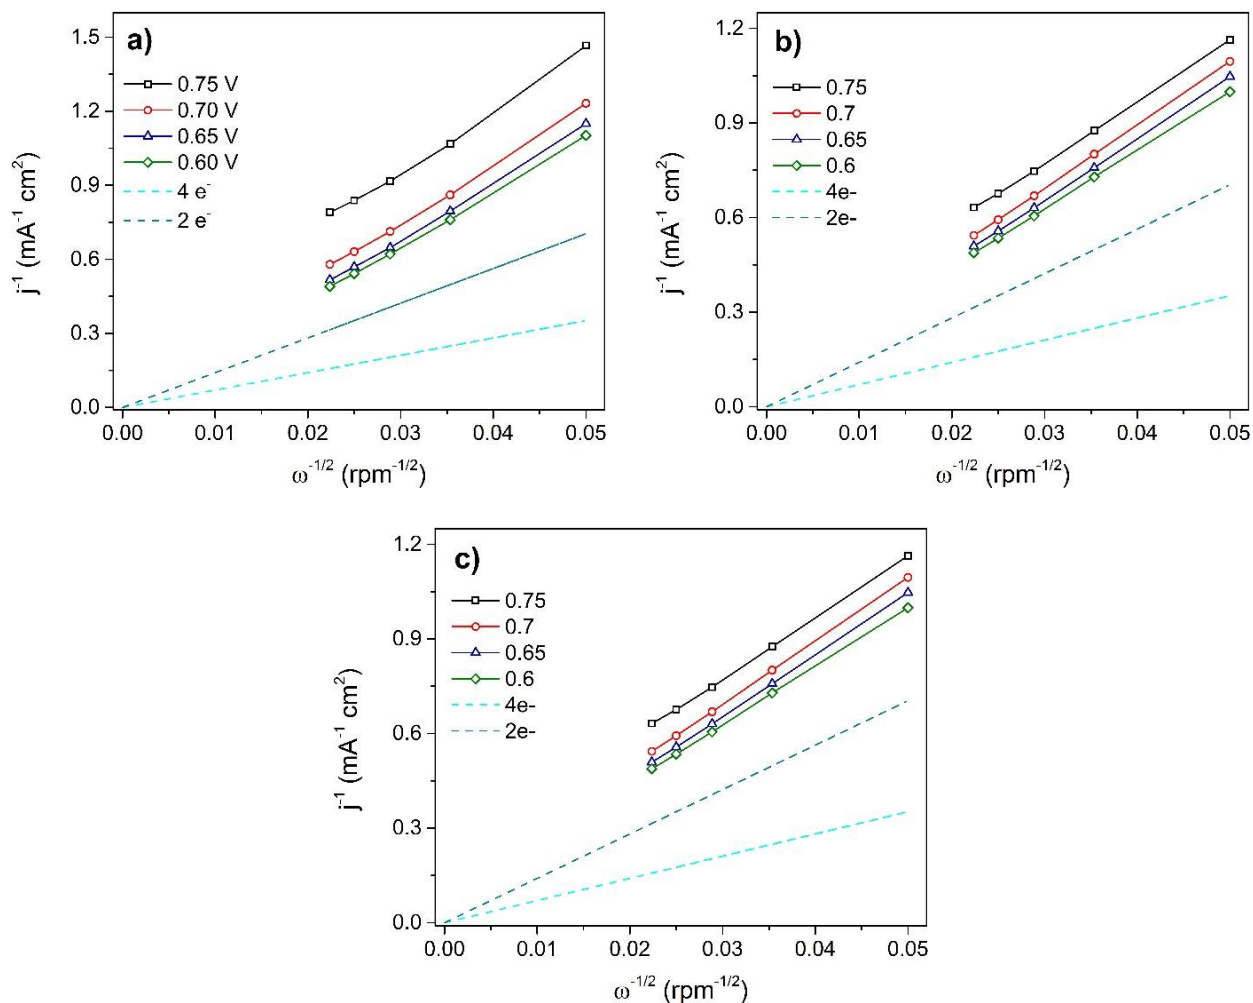 a)
0.75 V
0.70 V
0.65 V
0.60 V
4 e⁻
2 e⁻
1.5
1.2
0.9
0.6
0.3
0.0
j⁻¹ (mA⁻¹ cm²)
0.00 0.01 0.02 0.03 0.04 0.05
ω⁻¹/² (rpm⁻¹/²)
b)
0.75
0.7
0.65
0.6
4e-
2e-
1.2
0.9
0.6
0.3
0.0
j⁻¹ (mA⁻¹ cm²)
0.00 0.01 0.02 0.03 0.04 0.05
ω⁻¹/² (rpm⁻¹/²)
c)
0.75
0.7
0.65
0.6
4e-
2e-
1.2
0.9
0.6
0.3
0.0
j⁻¹ (mA⁻¹ cm²)
0.00 0.01 0.02 0.03 0.04 0.05
ω⁻¹/² (rpm⁻¹/²)